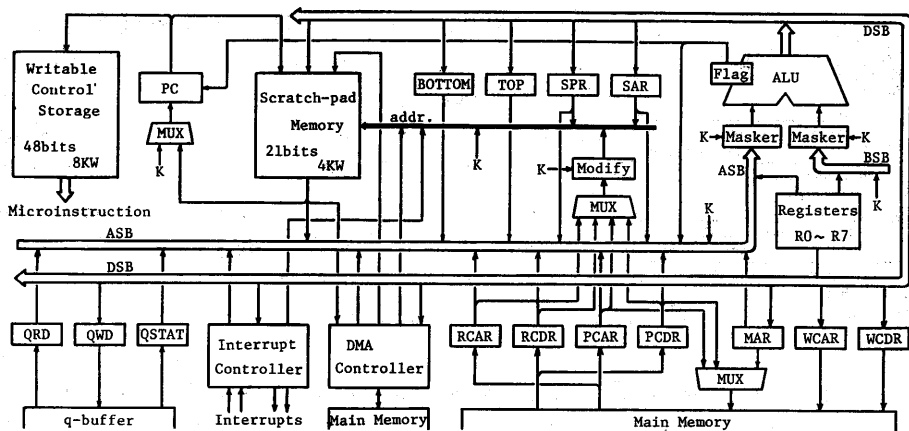 DSB
Writable
Control
Storage
48bits
8KW
PC
MUX
K
Microinstruction
Scratch-pad
Memory
21bits
4KW
BOTTOM
TOP
SPR
SAR
addr.
K
K
Modify
MUX
K
Flag
ALU
K
Masker
Masker
K
ASB
BSB
K
Registers
R0~ R7
ASB
DSB
QRD
QWD
QSTAT
q-buffer
Interrupt
Controller
Interrupts
DMA
Controller
Main Memory
RCAR
RCDR
PCAR
PCDR
MUX
MAR
WCAR
WCDR
Main Memory